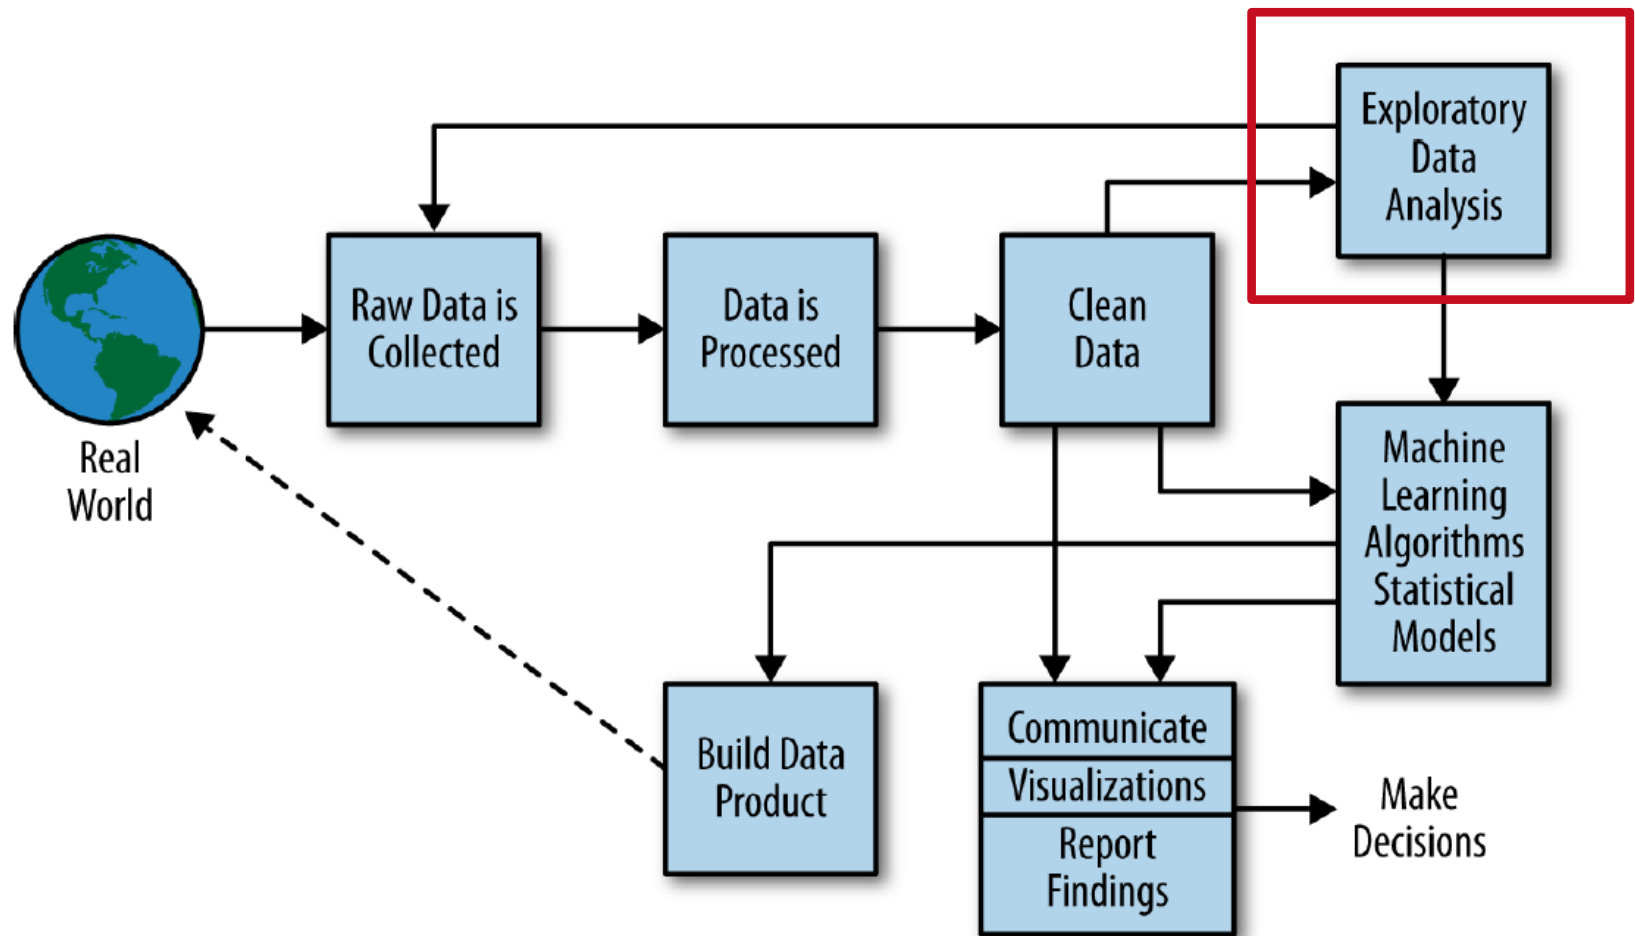 Exploratory
Data
Analysis
Raw Data is
Collected
Data is
Processed
Clean
Data
Real
World
Machine
Learning
Algorithms
Statistical
Models
Build Data
Product
Communicate
Visualizations
Report
Findings
Make
Decisions